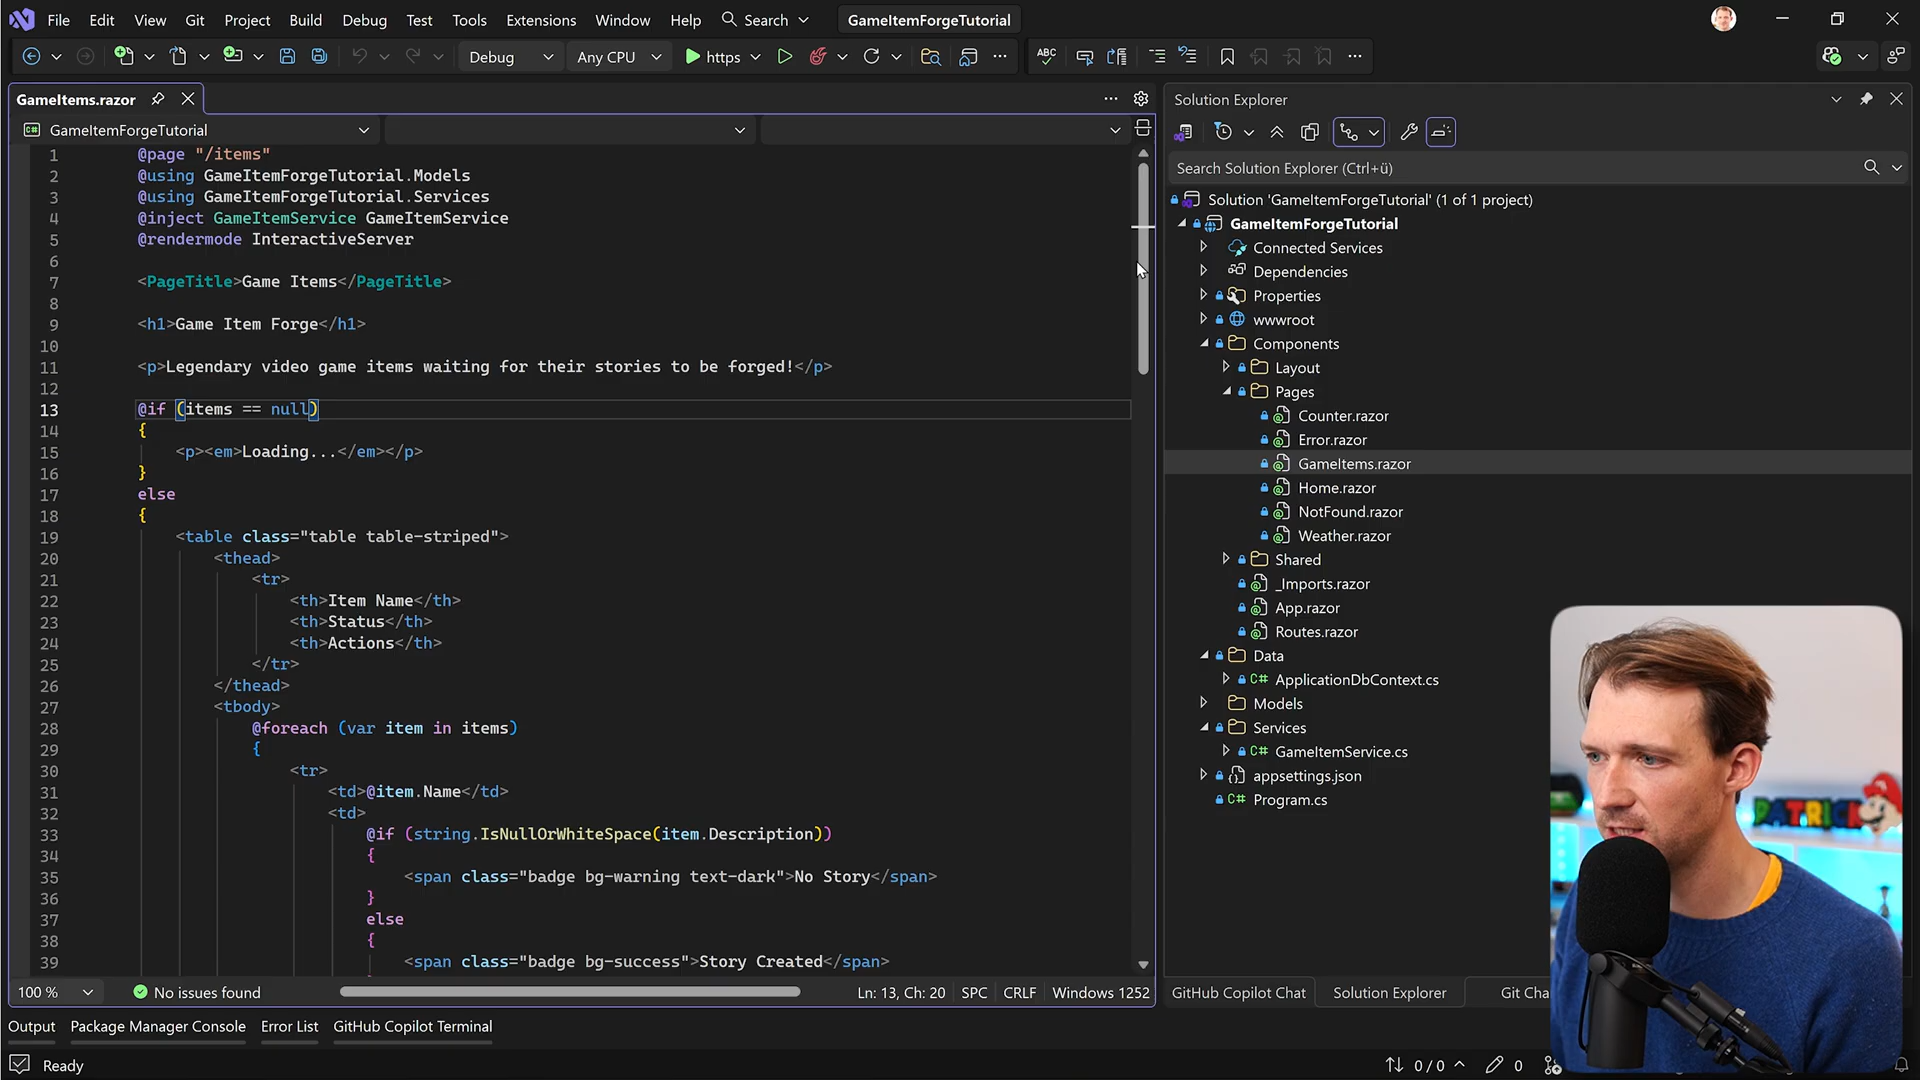 File Edit View Git Project Build Debug Test Tools Extensions Window Help Search GameItemForgeTutorial
Debug Any CPU https
GameItems.razor
GameItemForgeTutorial
1 @page "/items"
2 @using GameItemForgeTutorial.Models
3 @using GameItemForgeTutorial.Services
4 @inject GameItemService GameItemService
5 @rendermode InteractiveServer
6
7 <PageTitle>Game Items</PageTitle>
8
9 <h1>Game Item Forge</h1>
10
11 <p>Legendary video game items waiting for their stories to be forged!</p>
12
13 @if (items == null)
14 {
15 <p><em>Loading...</em></p>
16 }
17 else
18 {
19 <table class="table table-striped">
20 <thead>
21 <tr>
22 <th>Item Name</th>
23 <th>Status</th>
24 <th>Actions</th>
25 </tr>
26 </thead>
27 <tbody>
28 @foreach (var item in items)
29 {
30 <tr>
31 <td>@item.Name</td>
32 <td>
33 @if (string.IsNullOrWhiteSpace(item.Description))
34 {
35 <span class="badge bg-warning text-dark">No Story</span>
36 }
37 else
38 {
39 <span class="badge bg-success">Story Created</span>
100 % No issues found Ln: 13, Ch: 20 SPC CRLF Windows 1252
Solution Explorer
Search Solution Explorer (Ctrl+ü)
Solution 'GameItemForgeTutorial' (1 of 1 project)
GameItemForgeTutorial
Connected Services
Dependencies
Properties
wwwroot
Components
Layout
Pages
Counter.razor
Error.razor
GameItems.razor
Home.razor
NotFound.razor
Weather.razor
Shared
_Imports.razor
App.razor
Routes.razor
Data
C# ApplicationDbContext.cs
Models
Services
C# GameItemService.cs
appsettings.json
C# Program.cs
PATRICK
GitHub Copilot Chat Solution Explorer Git Cha
Output Package Manager Console Error List GitHub Copilot Terminal
Ready 0 / 0 0